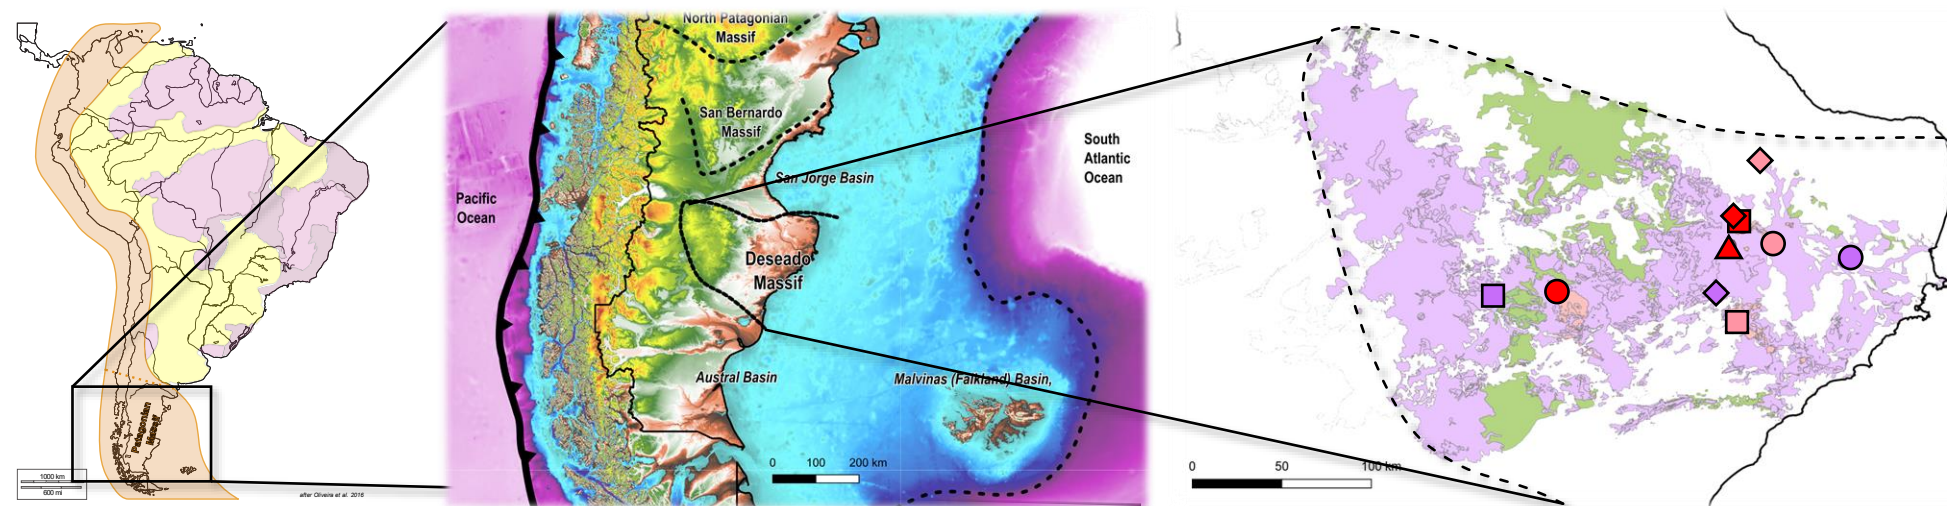 Patagonian
Massif
1000 km
600 mi
after Oliveira et al. 2016
North Patagonian
Massif
San Bernardo
Massif
San Jorge Basin
Pacific
Ocean
South
Atlantic
Ocean
Deseado
Massif
Austral Basin
Malvinas (Falkland) Basin,
0 100 200 km
0 50 100 km